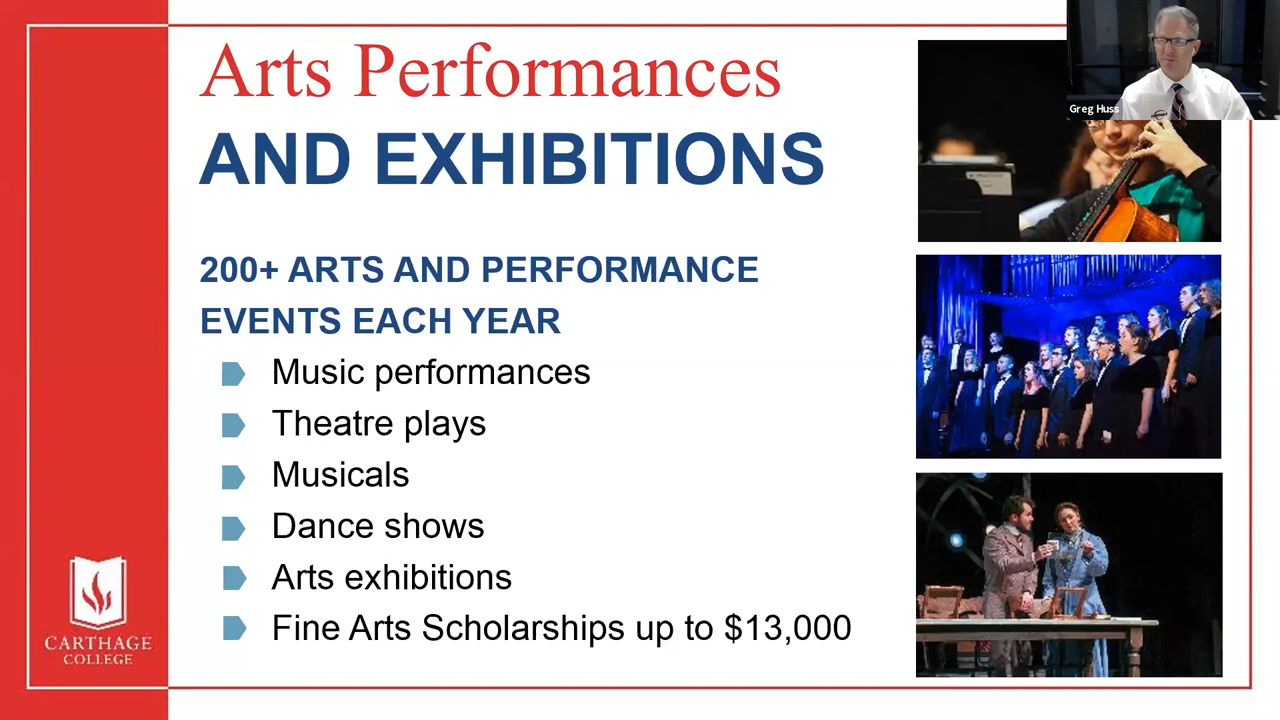 Arts Performances
AND EXHIBITIONS
200+ ARTS AND PERFORMANCE
EVENTS EACH YEAR
Music performances
Theatre plays
Musicals
Dance shows
Arts exhibitions
Fine Arts Scholarships up to $13,000
CARTHAGE
COLLEGE
Greg Huss